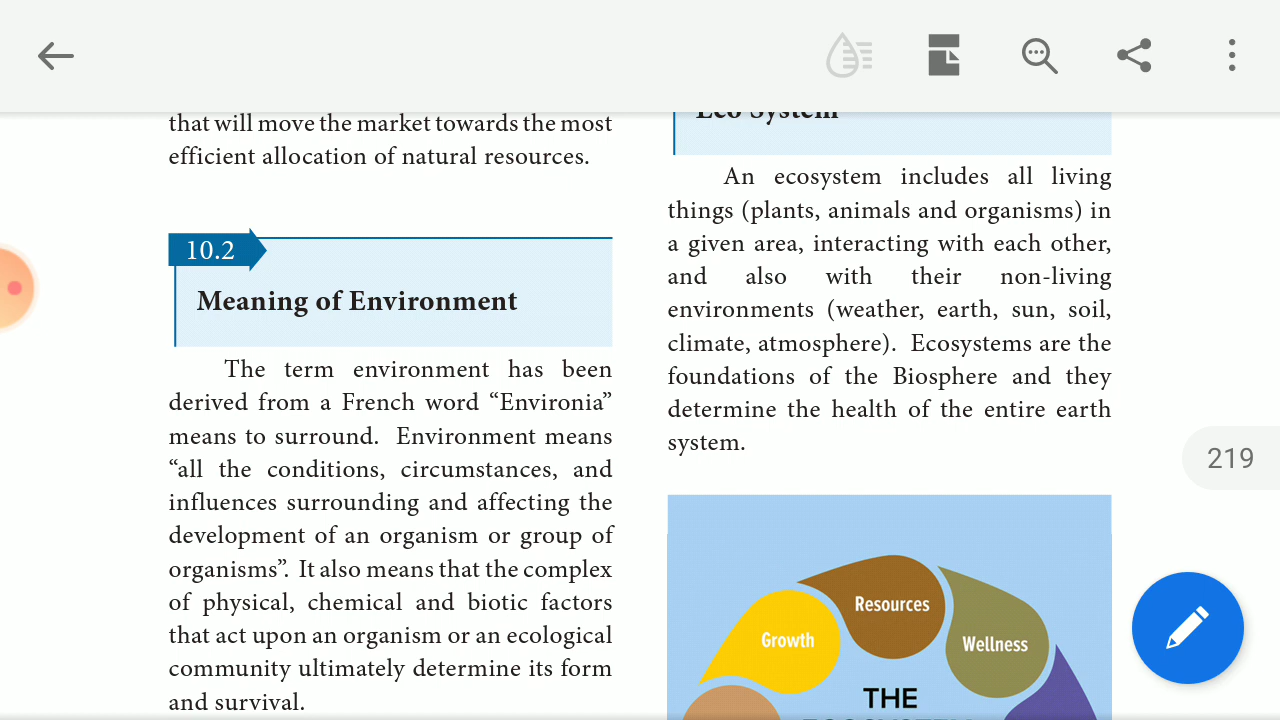 that will move the market towards the most
efficient allocation of natural resources.
10.2
Meaning of Environment
The term environment has been
derived from a French word “Environia”
means to surround. Environment means
“all the conditions, circumstances, and
influences surrounding and affecting the
development of an organism or group of
organisms”. It also means that the complex
of physical, chemical and biotic factors
that act upon an organism or an ecological
community ultimately determine its form
and survival.
Eco System
An ecosystem includes all living
things (plants, animals and organisms) in
a given area, interacting with each other,
and also with their non-living
environments (weather, earth, sun, soil,
climate, atmosphere). Ecosystems are the
foundations of the Biosphere and they
determine the health of the entire earth
system.
Resources
Growth
Wellness
THE
219